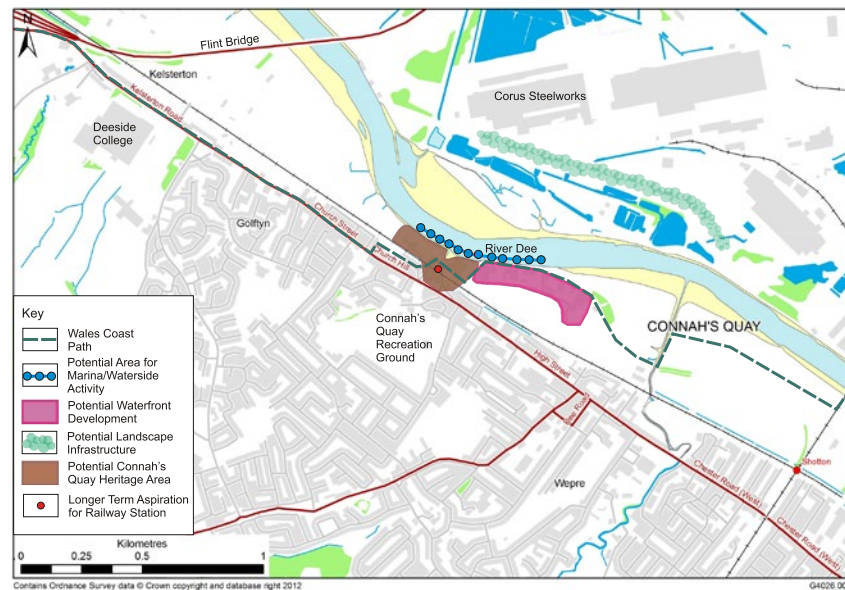 N
Flint Bridge
Kelsterton
Kelsterton Road
Deeside
College
Corus Steelworks
Golftyn
Church Street
Church Hill
River Dee
Connah's
Quay
Recreation
Ground
CONNAH'S QUAY
High Street
Shotton
Wepre
Chester Road (West)
Chester Road (West)
Key
Wales Coast
Path
Potential Area for
Marina/Waterside
Activity
Potential Waterfront
Development
Potential Landscape
Infrastructure
Potential Connah's
Quay Heritage Area
Longer Term Aspiration
for Railway Station
Kilometres
0 0.25 0.5 1
Contains Ordnance Survey data © Crown copyright and database right 2012